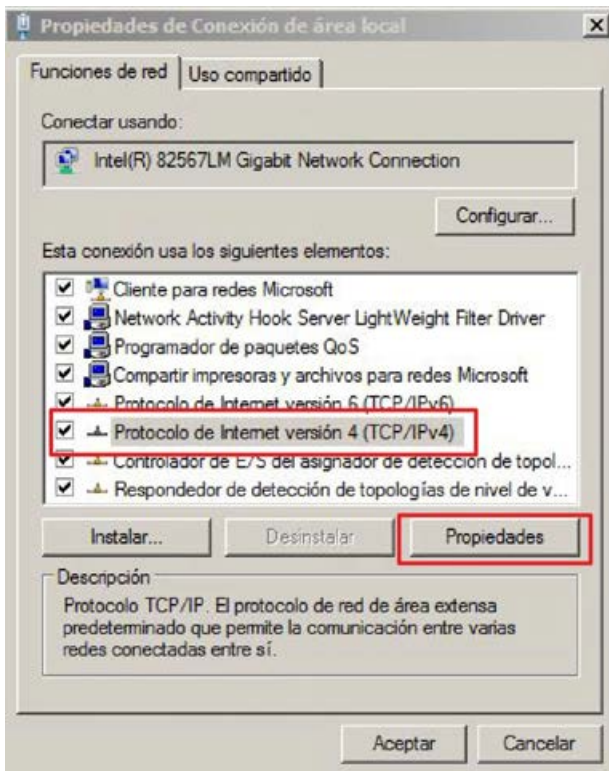 Propiedades de Conexión de área local
Funciones de red
Uso compartido
Conectar usando:
Intel(R) 82567LM Gigabit Network Connection
Configurar...
Esta conexión usa los siguientes elementos:
Cliente para redes Microsoft
Network Activity Hook Server LightWeight Filter Driver
Programador de paquetes QoS
Compartir impresoras y archivos para redes Microsoft
Protocolo de Internet versión 6 (TCP/IPv6)
Protocolo de Internet versión 4 (TCP/IPv4)
Controlador de E/S del asignador de detección de topol...
Respondedor de detección de topologías de nivel de v...
Instalar...
Desinstalar
Propiedades
Descripción
Protocolo TCP/IP. El protocolo de red de área extensa
predeterminado que permite la comunicación entre varias
redes conectadas entre sí.
Aceptar
Cancelar